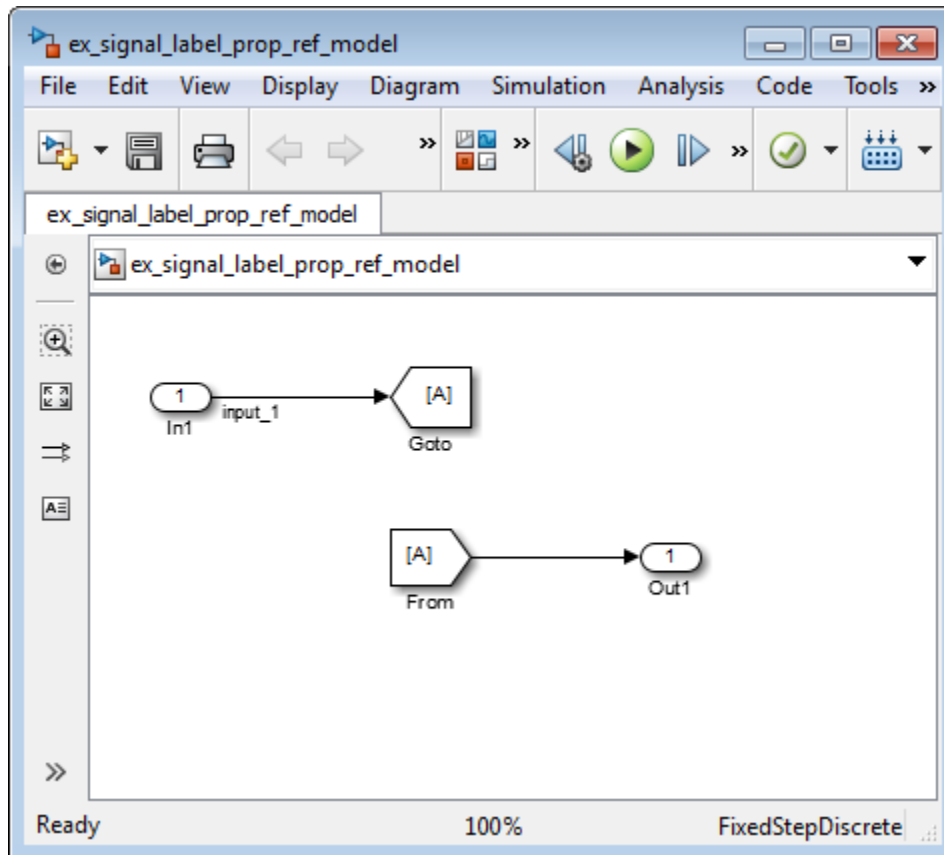 ex_signal_label_prop_ref_model
File Edit View Display Diagram Simulation Analysis Code Tools »
» »  »
ex_signal_label_prop_ref_model
ex_signal_label_prop_ref_model
1
In1
input_1
[A]
Goto
A
[A]
From
1
Out1
»
Ready 100% FixedStepDiscrete